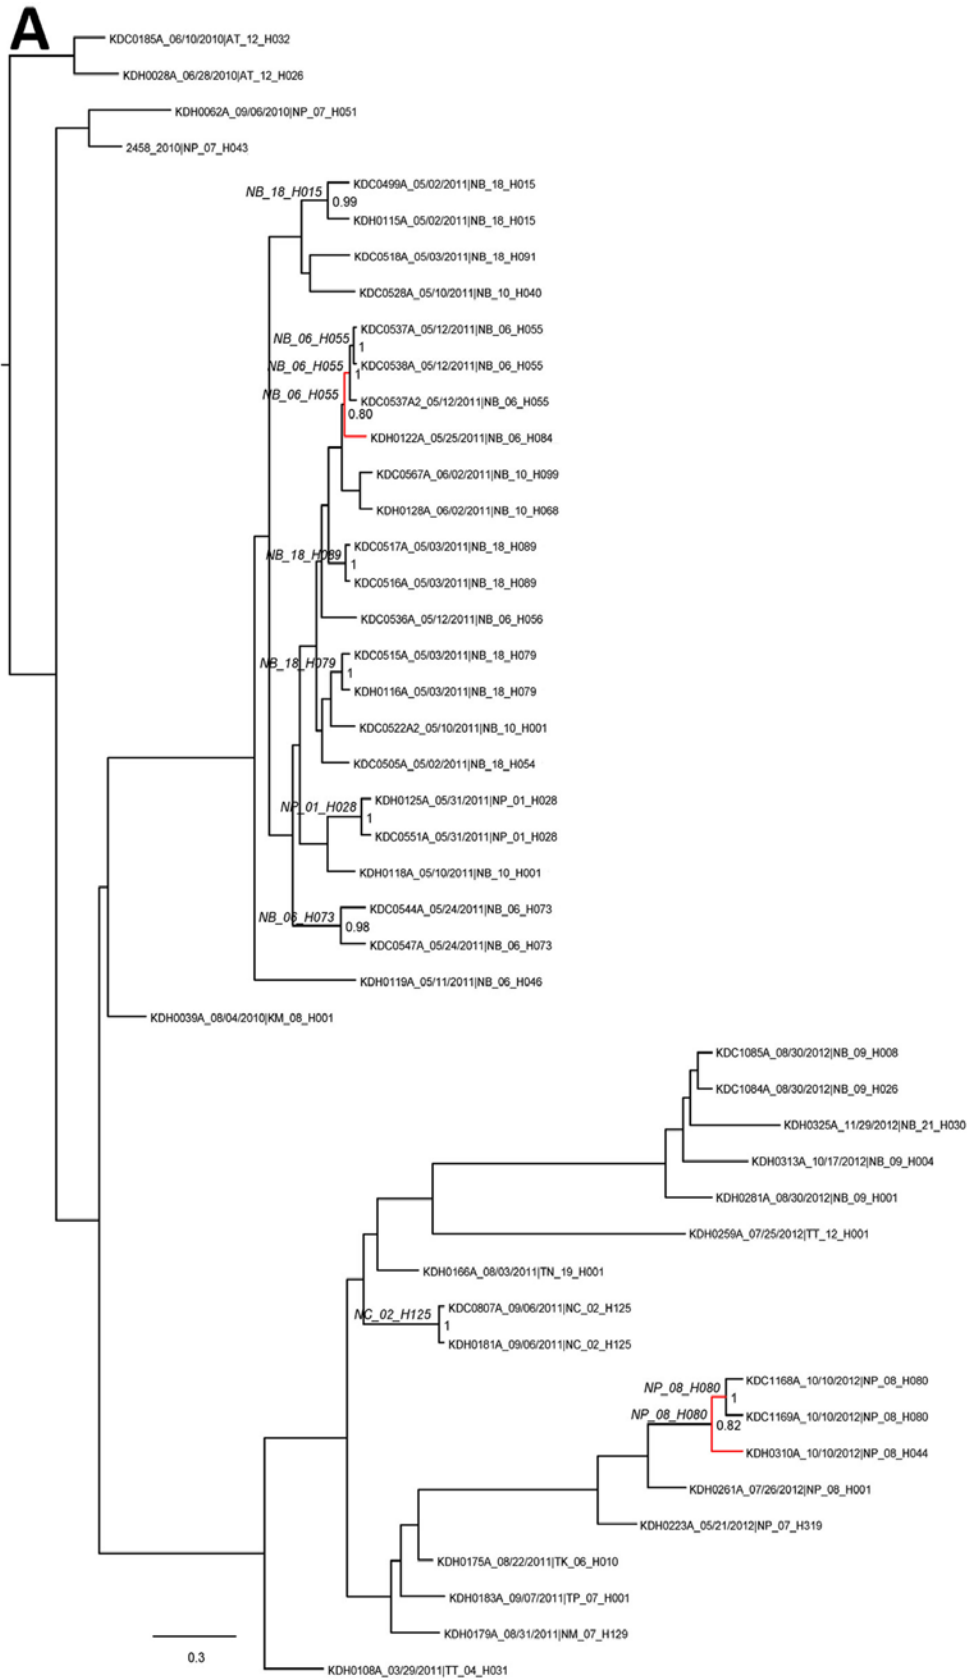 A
KDC0185A_06/10/2010|AT_12_H032
KDH0028A_06/28/2010|AT_12_H026
KDH0062A_09/06/2010|NP_07_H051
2458_2010|NP_07_H043
NB_18_H015
KDC0499A_05/02/2011|NB_18_H015
0.99
KDH0115A_05/02/2011|NB_18_H015
KDC0518A_05/03/2011|NB_18_H091
KDC0528A_05/10/2011|NB_10_H040
KDC0537A_05/12/2011|NB_06_H055
NB_06_H055
1
NB_06_H055
KDC0538A_05/12/2011|NB_06_H055
1
NB_06_H055
KDC0537A2_05/12/2011|NB_06_H055
0.80
KDH0122A_05/25/2011|NB_06_H084
KDC0567A_06/02/2011|NB_10_H099
KDH0128A_06/02/2011|NB_10_H068
KDC0517A_05/03/2011|NB_18_H089
NB_18_H089
1
KDC0516A_05/03/2011|NB_18_H089
KDC0536A_05/12/2011|NB_06_H056
KDC0515A_05/03/2011|NB_18_H079
NB_18_H079
1
KDH0116A_05/03/2011|NB_18_H079
KDC0522A2_05/10/2011|NB_10_H001
KDC0505A_05/02/2011|NB_18_H054
KDH0125A_05/31/2011|NP_01_H028
NP_01_H028
1
KDC0551A_05/31/2011|NP_01_H028
KDH0118A_05/10/2011|NB_10_H001
KDC0544A_05/24/2011|NB_06_H073
NB_06_H073
0.98
KDC0547A_05/24/2011|NB_06_H073
KDH0119A_05/11/2011|NB_06_H046
KDH0039A_08/04/2010|KM_08_H001
KDC1085A_08/30/2012|NB_09_H008
KDC1084A_08/30/2012|NB_09_H026
KDH0325A_11/29/2012|NB_21_H030
KDH0313A_10/17/2012|NB_09_H004
KDH0281A_08/30/2012|NB_09_H001
KDH0259A_07/25/2012|TT_12_H001
KDH0166A_08/03/2011|TN_19_H001
NC_02_H125
KDC0807A_09/06/2011|NC_02_H125
1
KDH0181A_09/06/2011|NC_02_H125
KDC1168A_10/10/2012|NP_08_H080
NP_08_H080
1
NP_08_H080
KDC1169A_10/10/2012|NP_08_H080
0.82
KDH0310A_10/10/2012|NP_08_H044
KDH0261A_07/26/2012|NP_08_H001
KDH0223A_05/21/2012|NP_07_H319
KDH0175A_08/22/2011|TK_06_H010
KDH0183A_09/07/2011|TP_07_H001
KDH0179A_08/31/2011|NM_07_H129
0.3
KDH0108A_03/29/2011|TT_04_H031